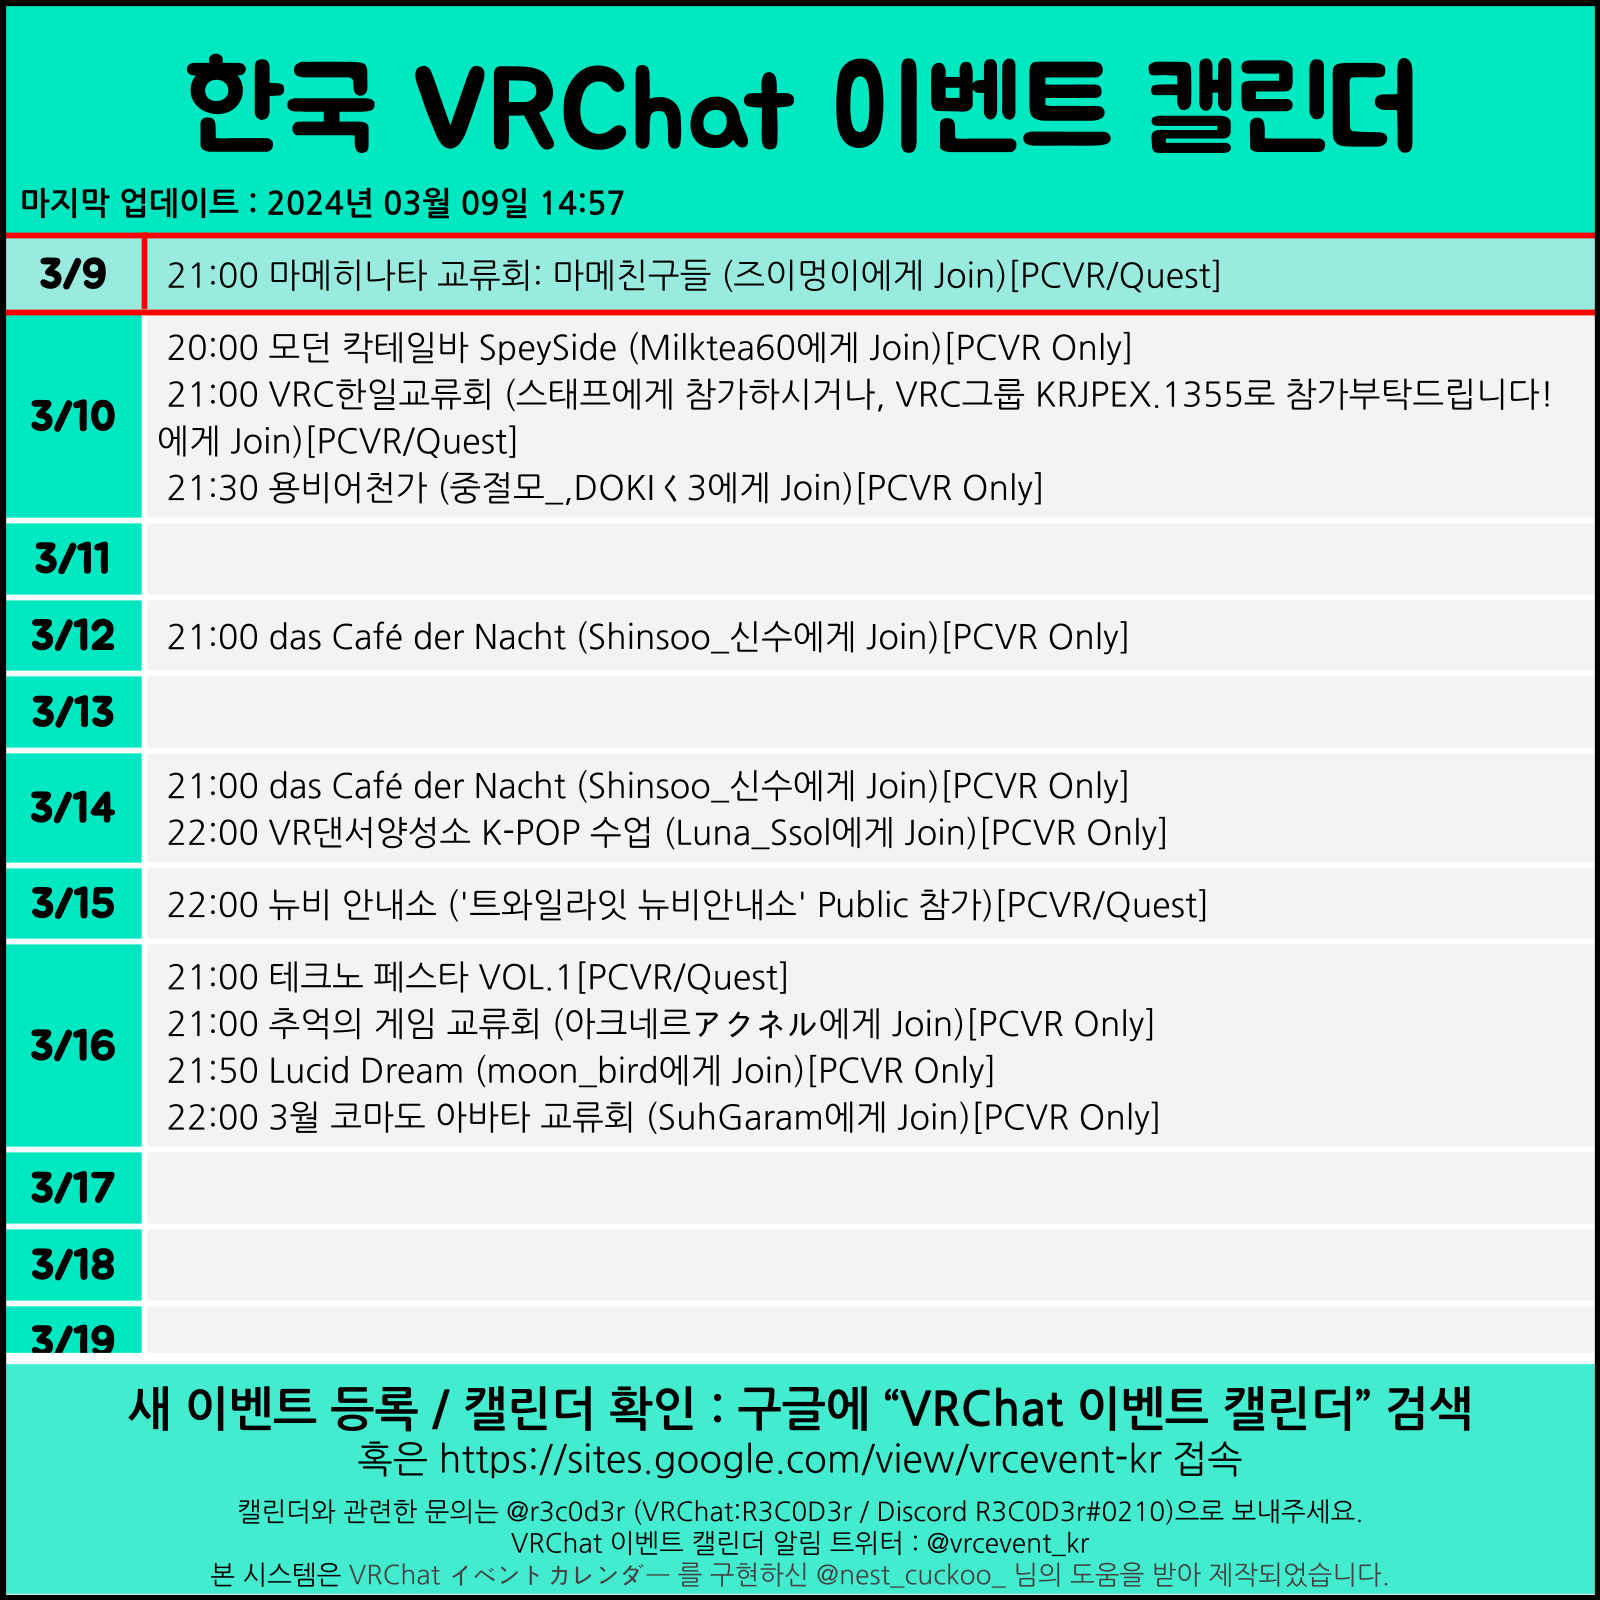 한국 VRChat 이벤트 캘린더
마지막 업데이트 : 2024년 03월 09일 14:57
3/9
21:00 마메히나타 교류회: 마메친구들 (즈이멍이에게 Join)[PCVR/Quest]
3/10
20:00 모던 칵테일바 SpeySide (Milktea60에게 Join)[PCVR Only]
21:00 VRC한일교류회 (스태프에게 참가하시거나, VRC그룹 KRJPEX.1355로 참가부탁드립니다!
에게 Join)[PCVR/Quest]
21:30 용비어천가 (중절모_,DOKIく3에게 Join)[PCVR Only]
3/11
3/12
21:00 das Café der Nacht (Shinsoo_신수에게 Join)[PCVR Only]
3/13
3/14
21:00 das Café der Nacht (Shinsoo_신수에게 Join)[PCVR Only]
22:00 VR댄서양성소 K-POP 수업 (Luna_Ssol에게 Join)[PCVR Only]
3/15
22:00 뉴비 안내소 ('트와일라잇 뉴비안내소' Public 참가)[PCVR/Quest]
3/16
21:00 테크노 페스타 VOL.1[PCVR/Quest]
21:00 추억의 게임 교류회 (아크네르アクネル에게 Join)[PCVR Only]
21:50 Lucid Dream (moon_bird에게 Join)[PCVR Only]
22:00 3월 코마도 아바타 교류회 (SuhGaram에게 Join)[PCVR Only]
3/17
3/18
3/19
새 이벤트 등록 / 캘린더 확인 : 구글에 “VRChat 이벤트 캘린더” 검색
혹은 https://sites.google.com/view/vrcevent-kr 접속
캘린더와 관련한 문의는 @r3c0d3r (VRChat:R3C0D3r / Discord R3C0D3r#0210)으로 보내주세요.
VRChat 이벤트 캘린더 알림 트위터 : @vrcevent_kr
본 시스템은 VRChat イベントカレンダー 를 구현하신 @nest_cuckoo_ 님의 도움을 받아 제작되었습니다.